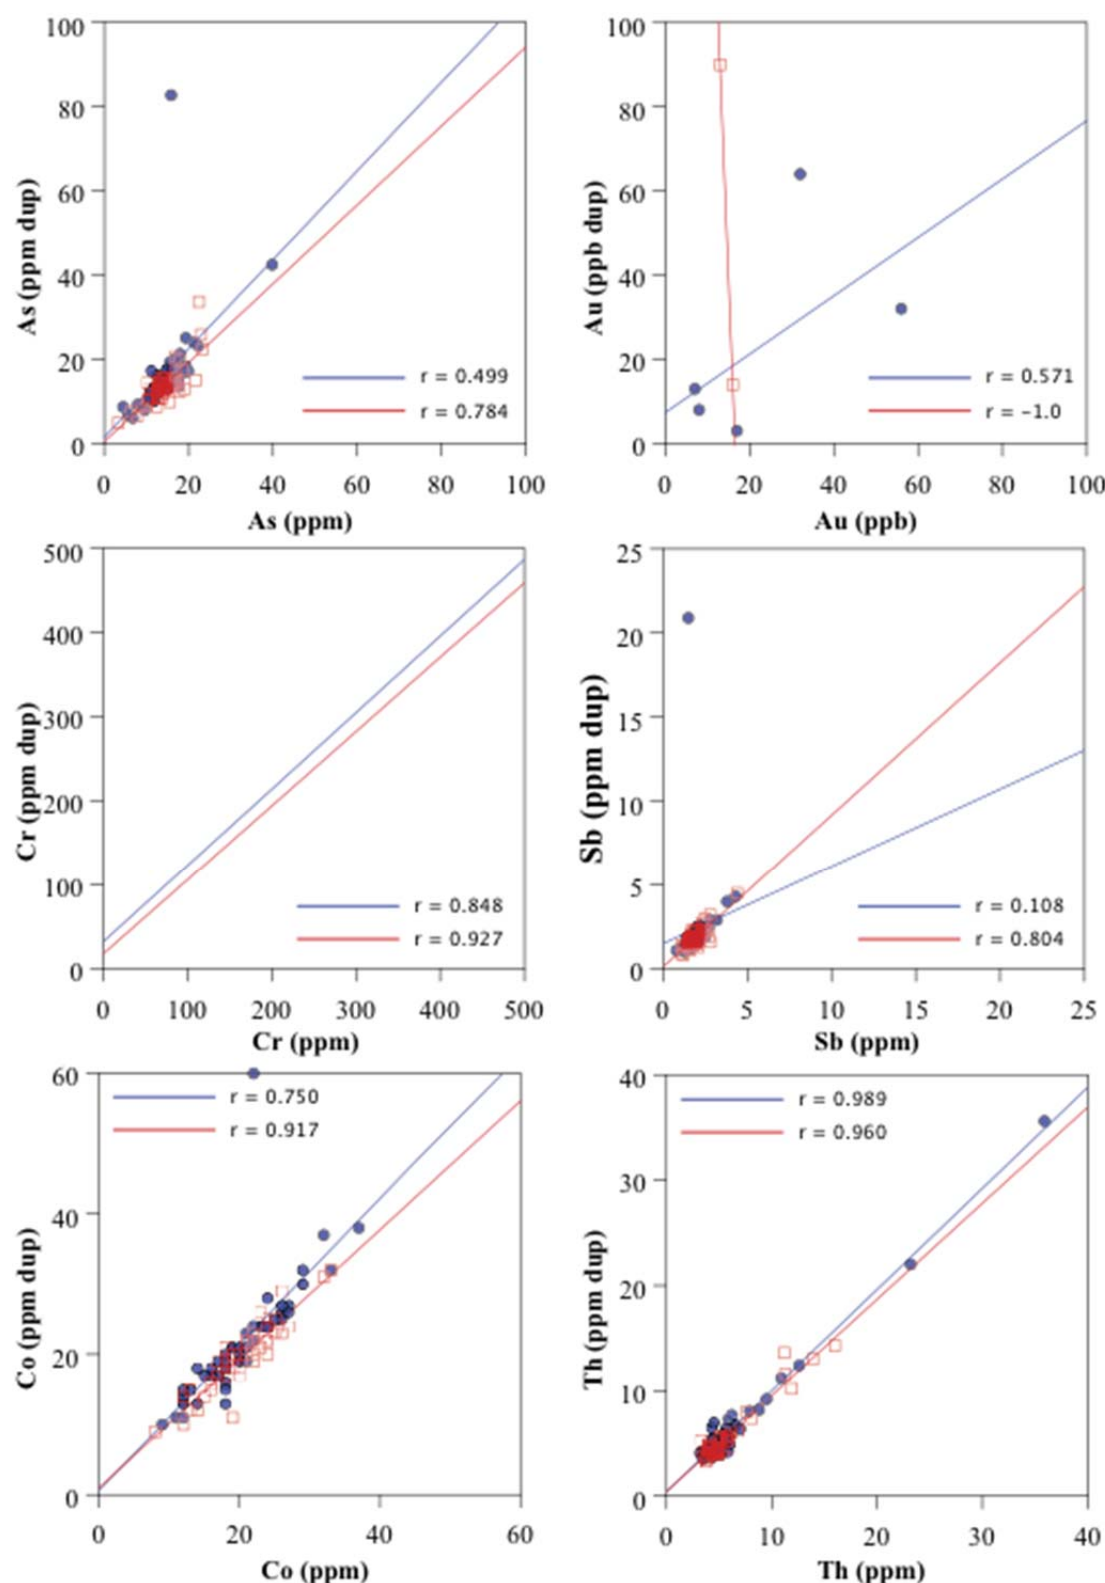 100
80
60
40
20
0
As (ppm dup)
r = 0.499
r = 0.784
0 20 40 60 80 100
As (ppm)
100
80
60
40
20
0
Au (ppb dup)
r = 0.571
r = −1.0
0 20 40 60 80 100
Au (ppb)
500
400
300
200
100
0
Cr (ppm dup)
r = 0.848
r = 0.927
0 100 200 300 400 500
Cr (ppm)
25
20
15
10
5
0
Sb (ppm dup)
r = 0.108
r = 0.804
0 5 10 15 20 25
Sb (ppm)
60
40
20
0
Co (ppm dup)
r = 0.750
r = 0.917
0 20 40 60
Co (ppm)
40
30
20
10
0
Th (ppm dup)
r = 0.989
r = 0.960
0 10 20 30 40
Th (ppm)